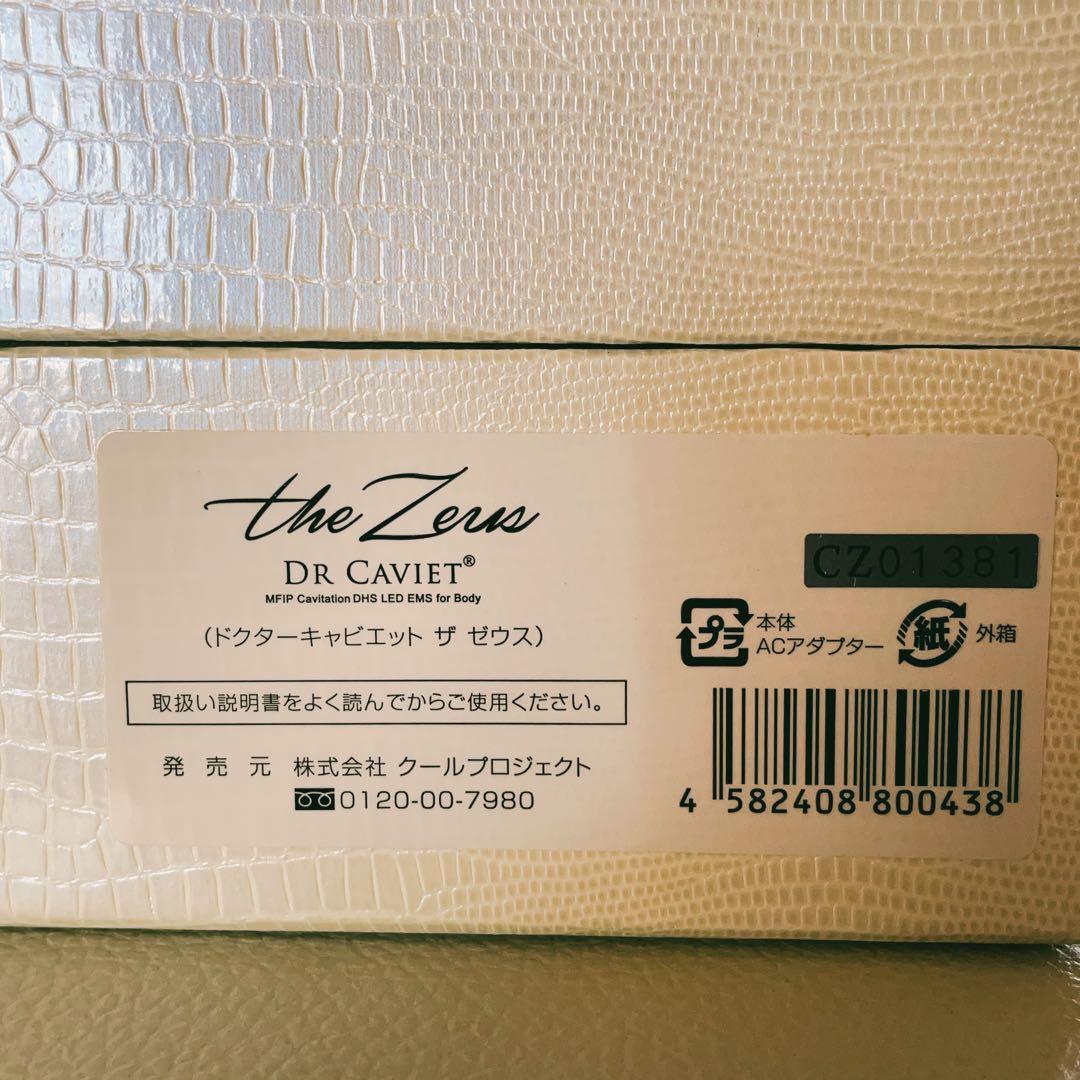 the Zeus
DR CAVIET®
MFIP Cavitation DHS LED EMS for Body
(ドクターキャビエット ザ ゼウス)
取扱い説明書をよく読んでからご使用ください。
発 売 元 株式会社 クールプロジェクト
0120-00-7980
CZ01381
プラ 本体
ACアダプター
紙 外箱
4 582408 800438